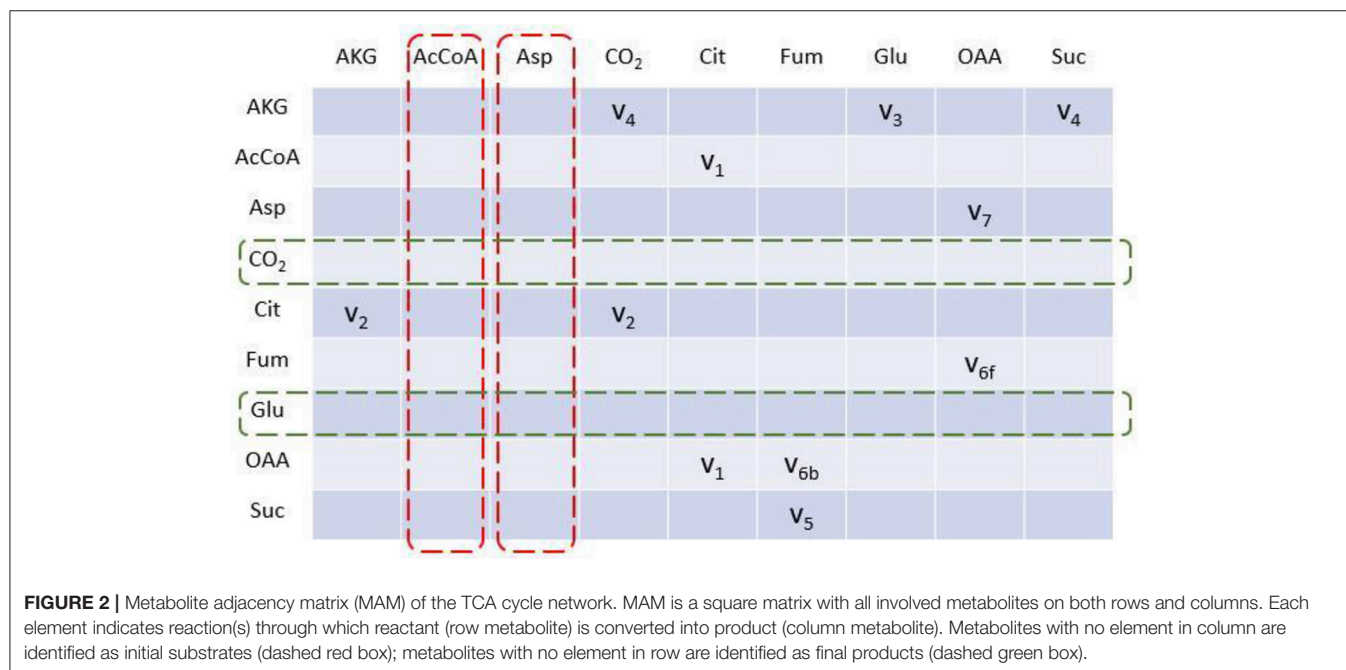 AKG AcCoA Asp CO₂ Cit Fum Glu OAA Suc
AKG v₄ v₃ v₄
AcCoA v₁
Asp v₇
CO₂
Cit v₂ v₂
Fum v₆f
Glu
OAA v₁ v₆b
Suc v₅
FIGURE 2 | Metabolite adjacency matrix (MAM) of the TCA cycle network. MAM is a square matrix with all involved metabolites on both rows and columns. Each
element indicates reaction(s) through which reactant (row metabolite) is converted into product (column metabolite). Metabolites with no element in column are
identified as initial substrates (dashed red box); metabolites with no element in row are identified as final products (dashed green box).